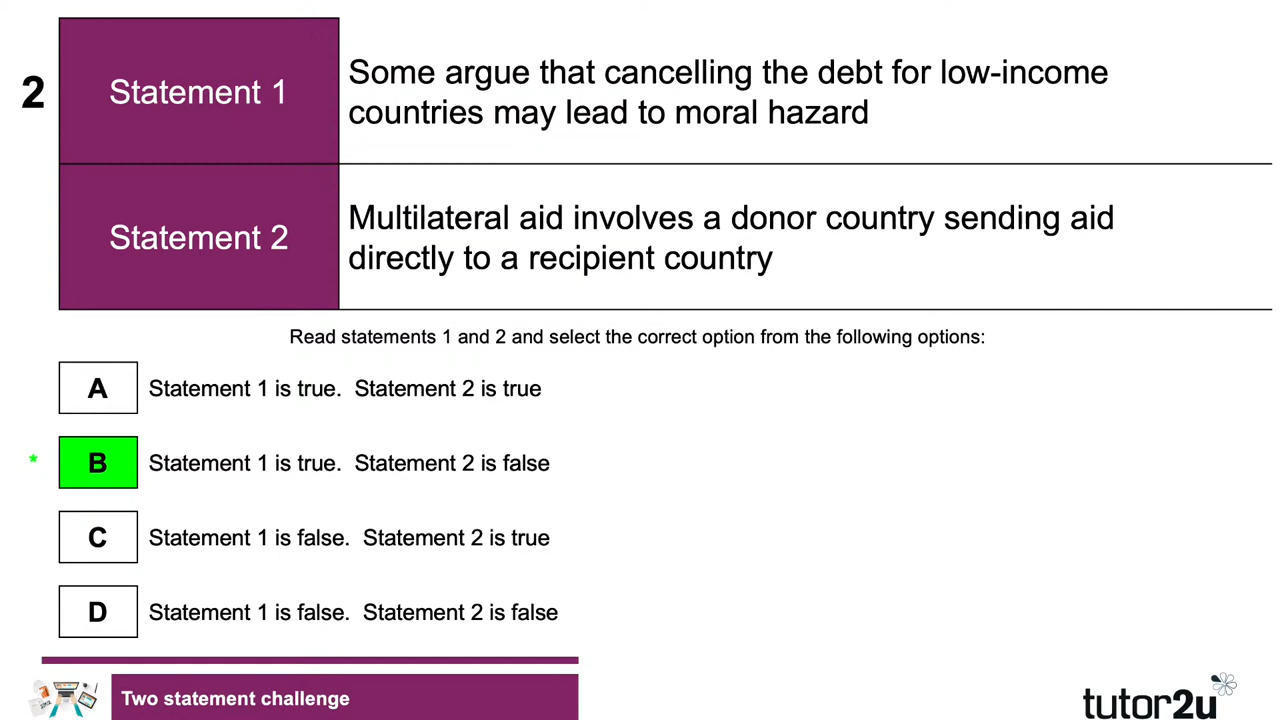 2
Statement 1
Some argue that cancelling the debt for low-income
countries may lead to moral hazard
Statement 2
Multilateral aid involves a donor country sending aid
directly to a recipient country
Read statements 1 and 2 and select the correct option from the following options:
A Statement 1 is true. Statement 2 is true
* B Statement 1 is true. Statement 2 is false
C Statement 1 is false. Statement 2 is true
D Statement 1 is false. Statement 2 is false
Two statement challenge
tutor2u